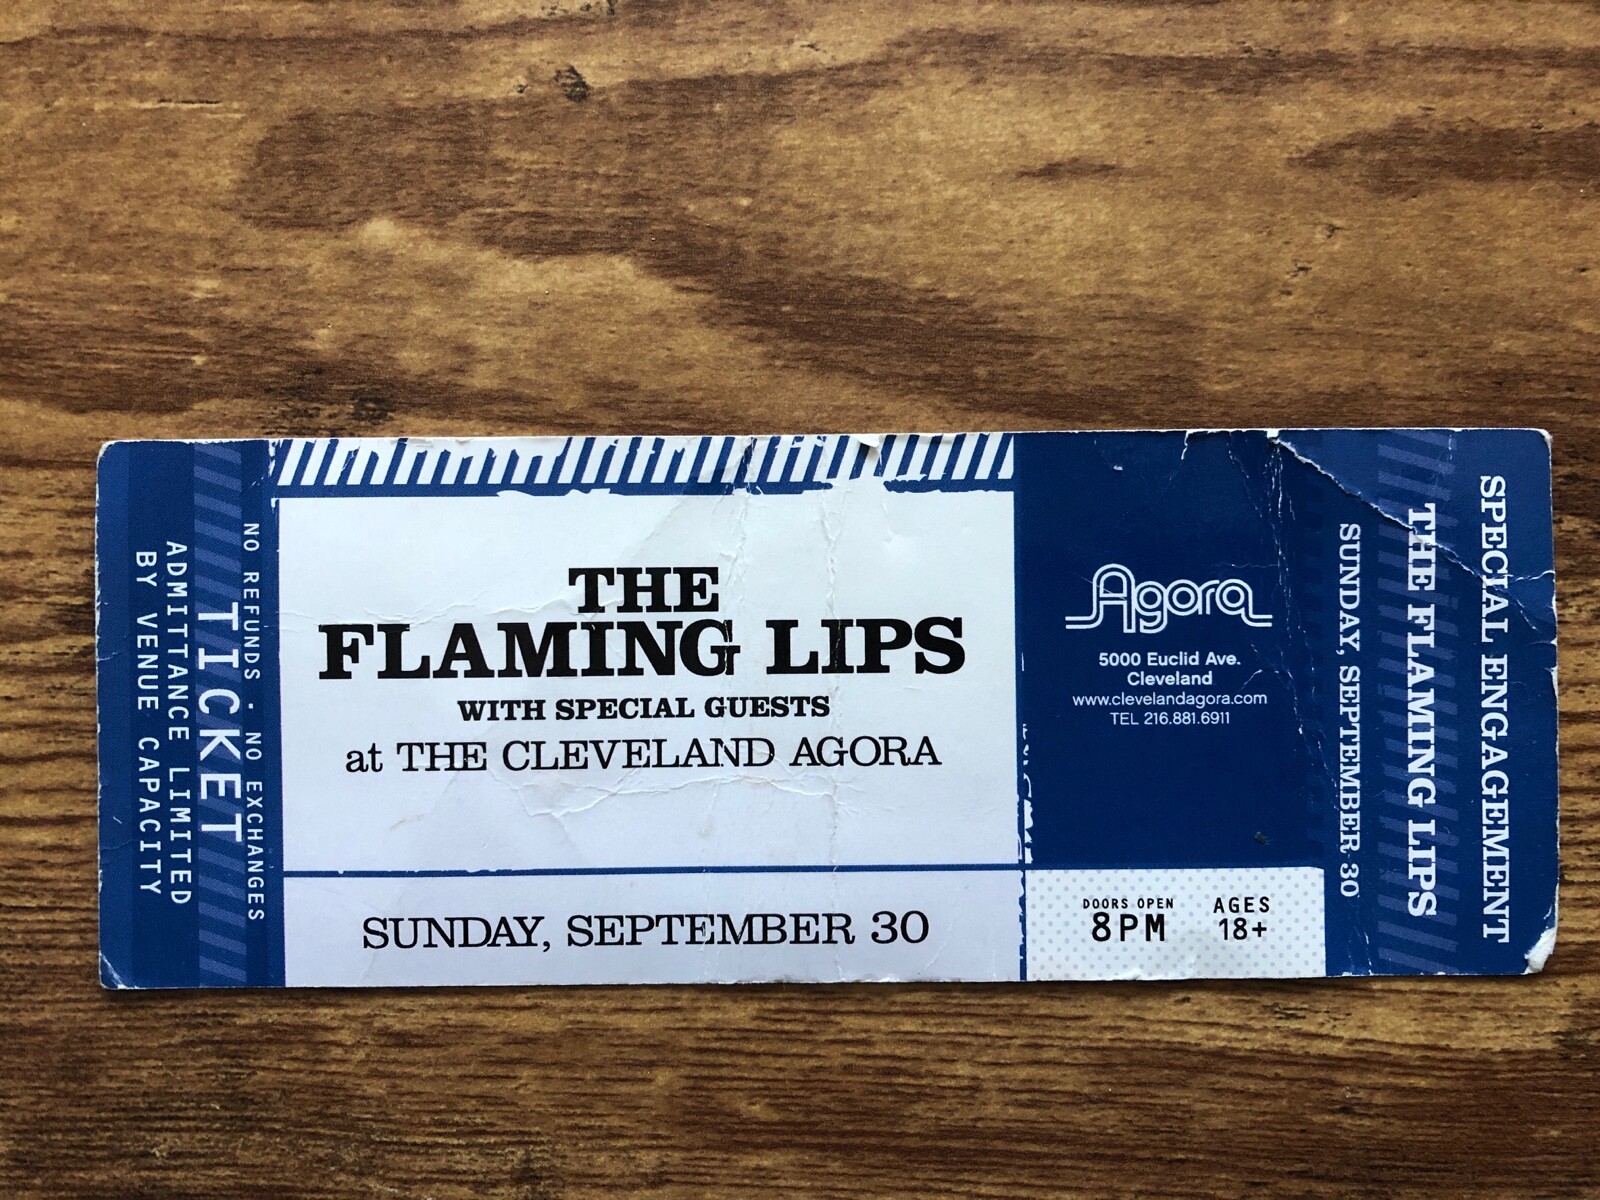 NO REFUNDS . NO EXCHANGES
TICKET
ADMITTANCE LIMITED
BY VENUE CAPACITY
THE
FLAMING LIPS
WITH SPECIAL GUESTS
at THE CLEVELAND AGORA
SUNDAY, SEPTEMBER 30
Agora
5000 Euclid Ave.
Cleveland
www.clevelandagora.com
TEL 216.881.6911
DOORS OPEN
8PM
AGES
18+
SPECIAL ENGAGEMENT
THE FLAMING LIPS
SUNDAY, SEPTEMBER 30